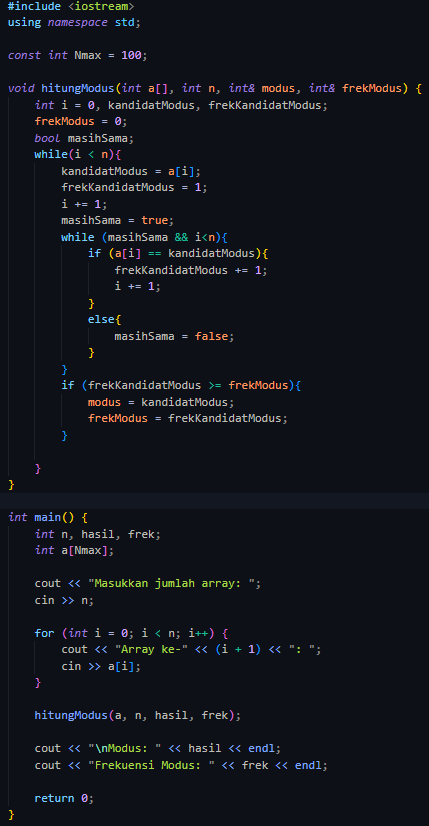 #include <iostream>
using namespace std;

const int Nmax = 100;

void hitungModus(int a[], int n, int& modus, int& frekModus) {
    int i = 0, kandidatModus, frekKandidatModus;
    frekModus = 0;
    bool masihSama;
    while(i < n){
        kandidatModus = a[i];
        frekKandidatModus = 1;
        i += 1;
        masihSama = true;
        while (masihSama && i<n){
            if (a[i] == kandidatModus){
                frekKandidatModus += 1;
                i += 1;
            }
            else{
                masihSama = false;
            }
        }
        if (frekKandidatModus >= frekModus){
            modus = kandidatModus;
            frekModus = frekKandidatModus;
        }

    }
}

int main() {
    int n, hasil, frek;
    int a[Nmax];

    cout << "Masukkan jumlah array: ";
    cin >> n;

    for (int i = 0; i < n; i++) {
        cout << "Array ke-" << (i + 1) << ": ";
        cin >> a[i];
    }

    hitungModus(a, n, hasil, frek);

    cout << "\nModus: " << hasil << endl;
    cout << "Frekuensi Modus: " << frek << endl;

    return 0;
}